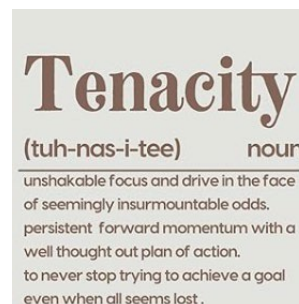 Tenacity
(tuh-nas-i-tee) noun
unshakable focus and drive in the face
of seemingly insurmountable odds.
persistent forward momentum with a
well thought out plan of action.
to never stop trying to achieve a goal
even when all seems lost .